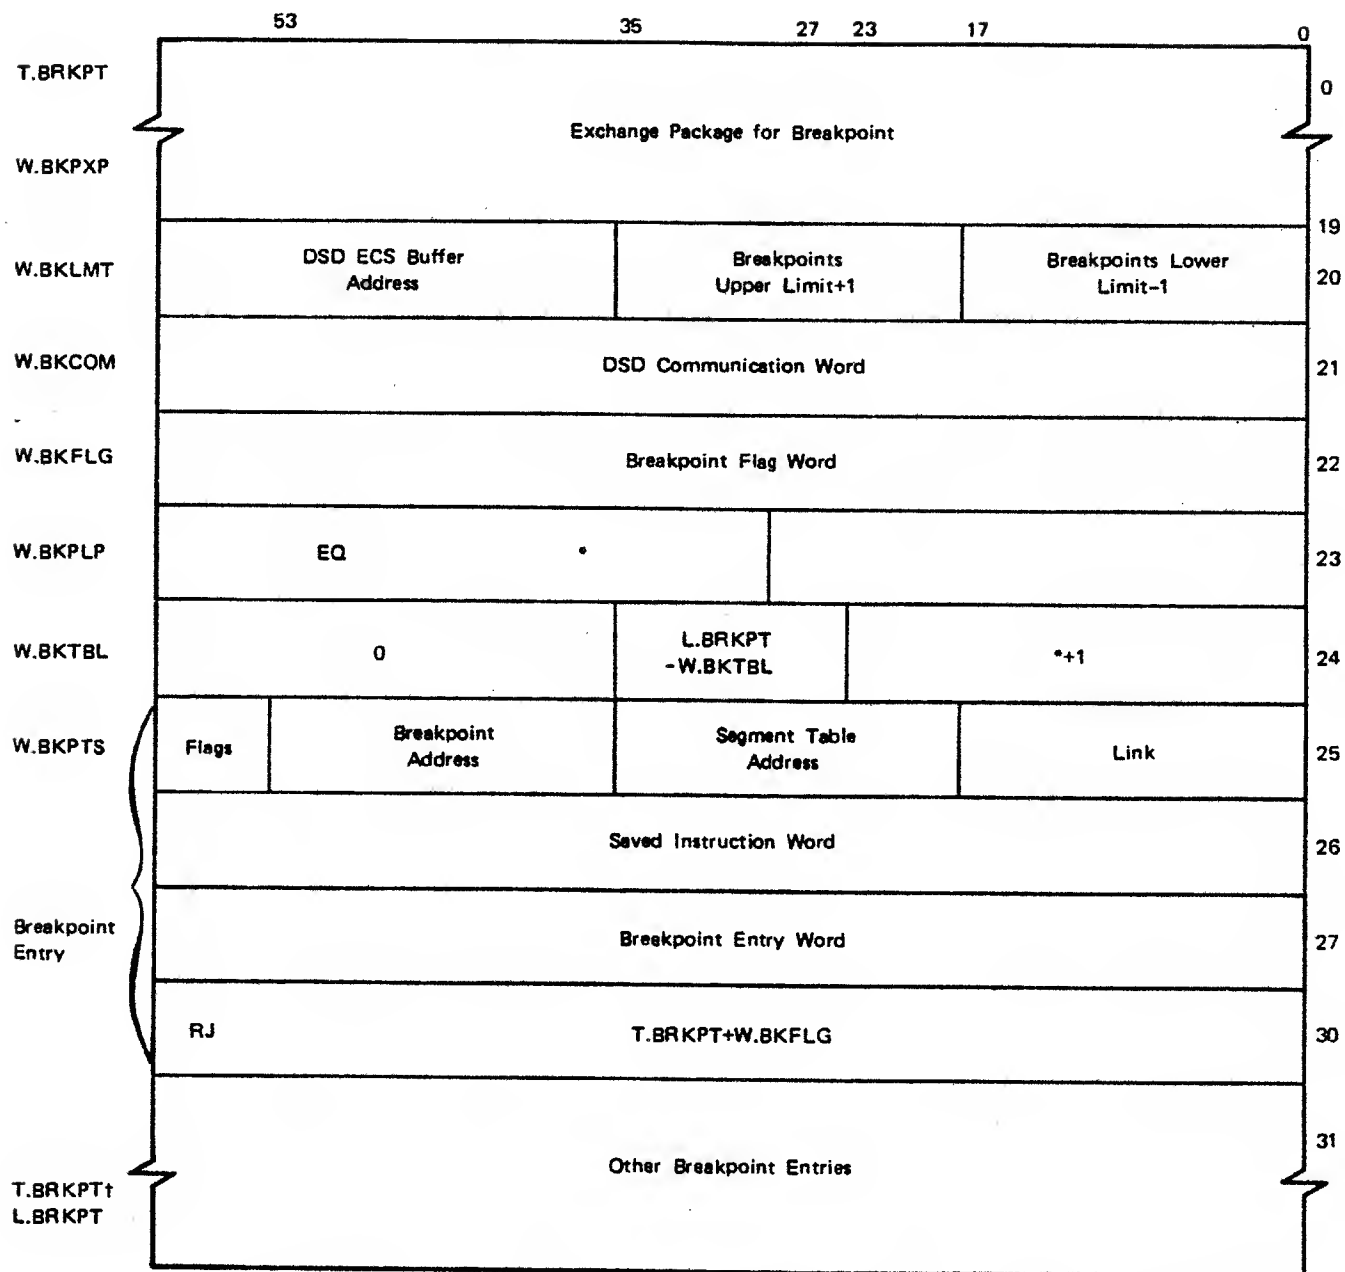 53 35 27 23 17 0
T.BRKPT 0
Exchange Package for Breakpoint
W.BKPXP
19
DSD ECS Buffer Breakpoints Breakpoints Lower
W.BKLMT 20
Address Upper Limit+1 Limit-1
W.BKCOM DSD Communication Word 21
W.BKFLG Breakpoint Flag Word 22
W.BKPLP EQ * 23
L.BRKPT
W.BKTBL 0 *+1 24
-W.BKTBL
Breakpoint Segment Table
W.BKPTS Flags Link 25
Address Address
Saved Instruction Word 26
Breakpoint
Entry
Breakpoint Entry Word 27
RJ T.BRKPT+W.BKFLG 30
31
Other Breakpoint Entries
T.BRKPT†
L.BRKPT